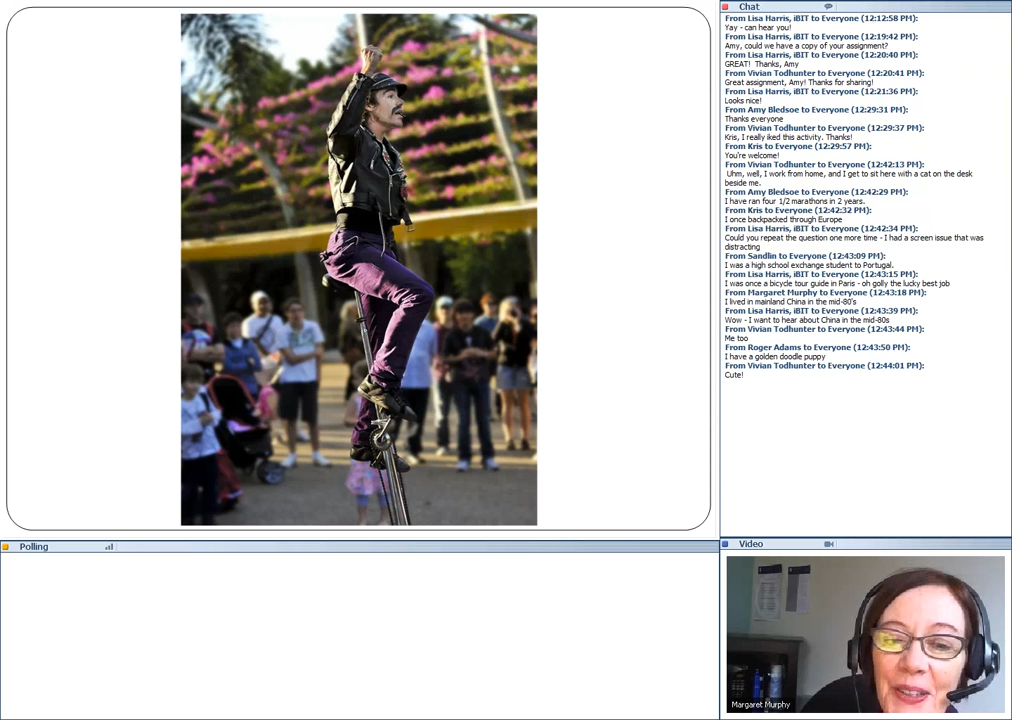 Chat
From Lisa Harris, iBIT to Everyone (12:12:58 PM):
Yay - can hear you!
From Lisa Harris, iBIT to Everyone (12:19:42 PM):
Amy, could we have a copy of your assignment?
From Lisa Harris, iBIT to Everyone (12:20:40 PM):
GREAT!  Thanks, Amy
From Vivian Todhunter to Everyone (12:20:41 PM):
Great assignment, Amy! Thanks for sharing!
From Lisa Harris, iBIT to Everyone (12:21:36 PM):
Looks nice!
From Amy Bledsoe to Everyone (12:29:31 PM):
Thanks everyone
From Vivian Todhunter to Everyone (12:29:37 PM):
Kris, I really liked this activity. Thanks!
From Kris to Everyone (12:29:57 PM):
You're welcome!
From Vivian Todhunter to Everyone (12:42:13 PM):
Uhm, well, I work from home, and I get to sit here with a cat on the desk
beside me.
From Amy Bledsoe to Everyone (12:42:29 PM):
I have ran four 1/2 marathons in 2 years.
From Kris to Everyone (12:42:32 PM):
I once backpacked through Europe
From Lisa Harris, iBIT to Everyone (12:42:34 PM):
Could you repeat the question one more time - I had a screen issue that was
distracting
From Sandlin to Everyone (12:43:09 PM):
I was a high school exchange student to Portugal.
From Lisa Harris, iBIT to Everyone (12:43:15 PM):
I was once a bicycle tour guide in Paris - oh golly the lucky best job
From Margaret Murphy to Everyone (12:43:18 PM):
I lived in mainland China in the mid-80's
From Lisa Harris, iBIT to Everyone (12:43:39 PM):
Wow - I want to hear about China in the mid-80s
From Vivian Todhunter to Everyone (12:43:44 PM):
Me too
From Roger Adams to Everyone (12:43:50 PM):
I have a golden doodle puppy
From Vivian Todhunter to Everyone (12:44:01 PM):
Cute!
Polling
Video
Margaret Murphy